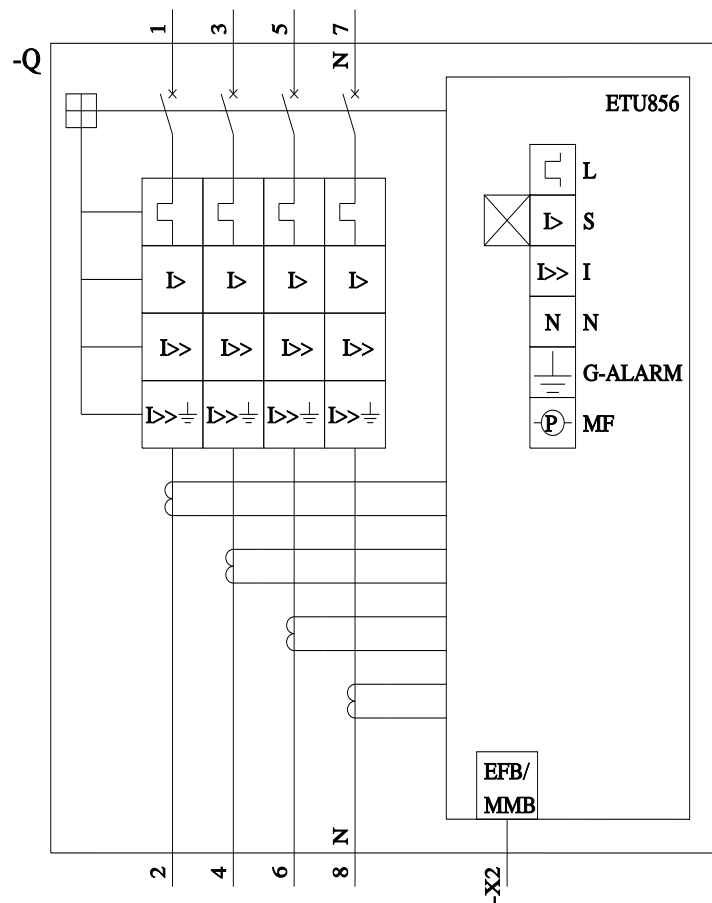 1 3 5 7
-Q
N
ETU856
L
I> S
I> I> I> I>
I>> I
I>> I>> I>> I>>
N N
G-ALARM
I>> I>> I>> I>>
P MF
EFB/
MMB
N
2 4 6 8
-X2